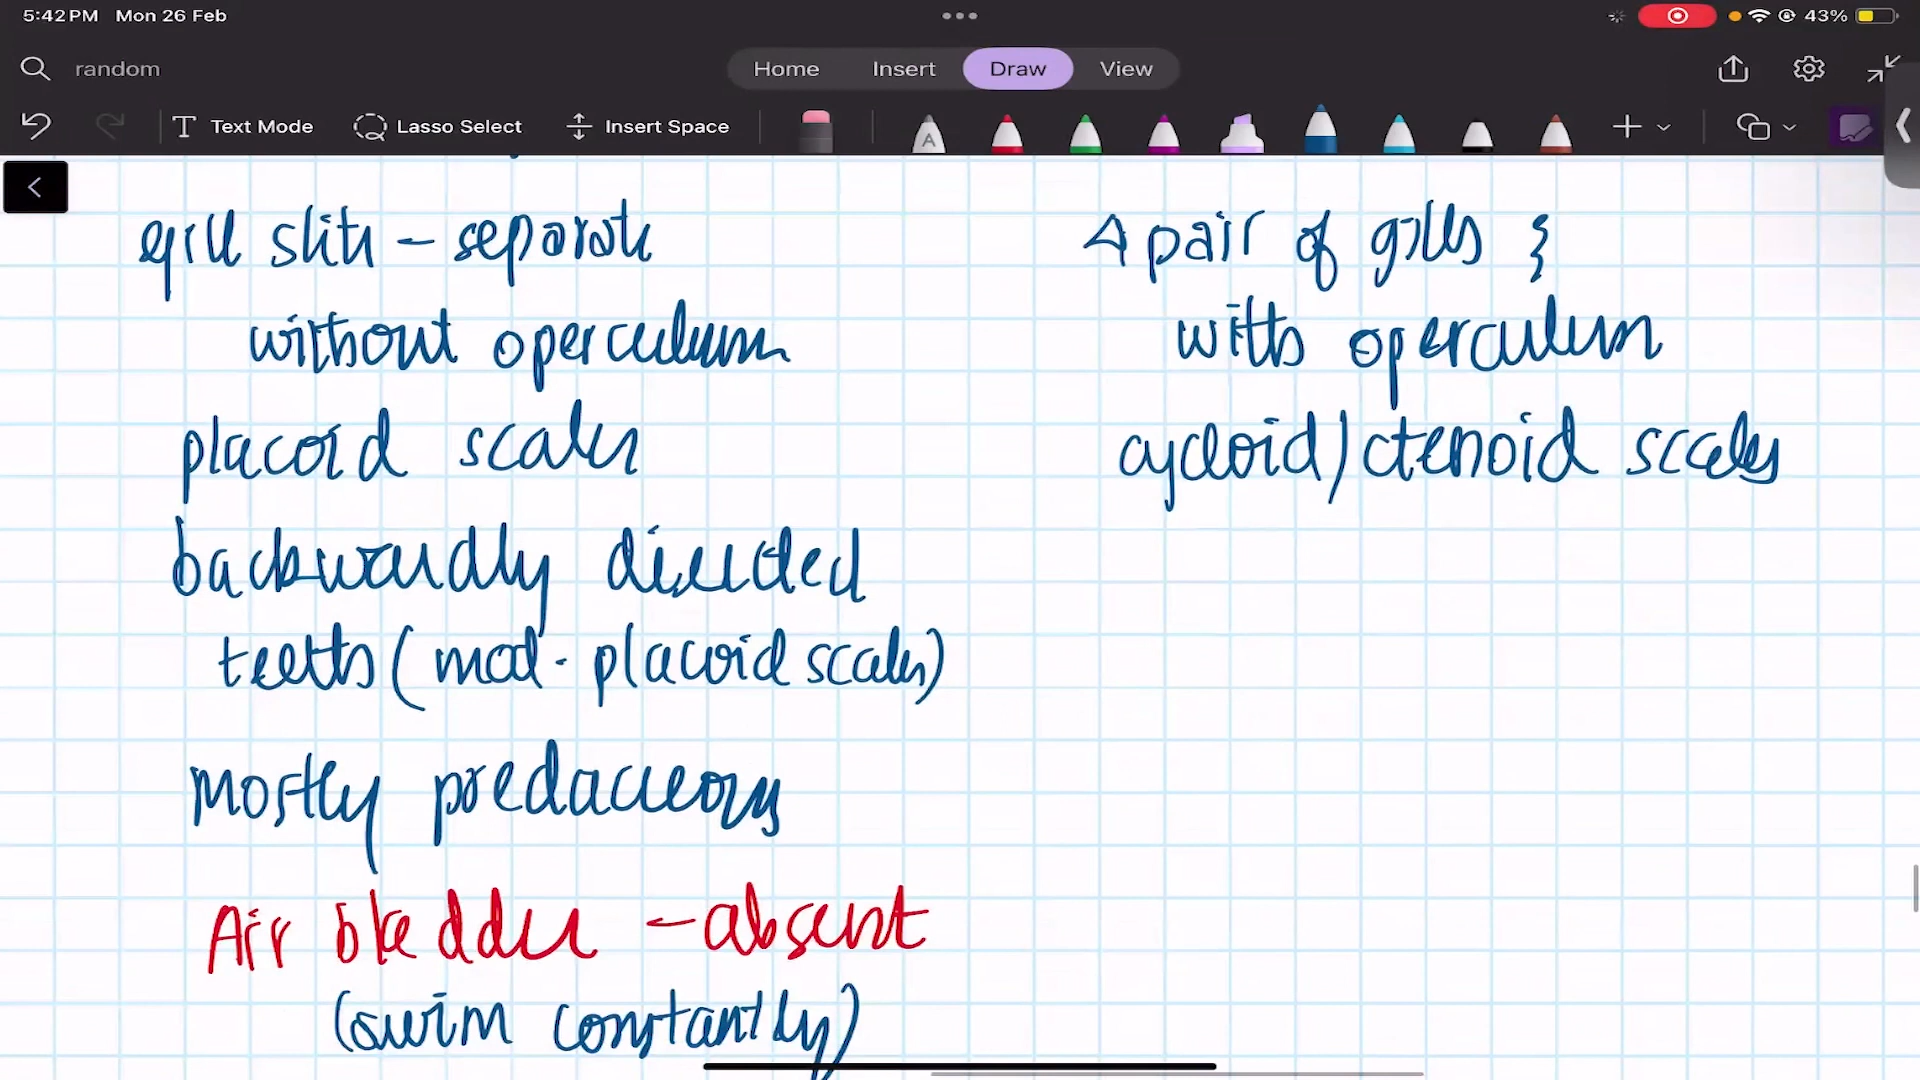 5:42 PM Mon 26 Feb
43%
random
Home Insert Draw View
Text Mode Lasso Select Insert Space
A
gill slits - separate
without operculum
placoid scales
backwardly directed
teeth (mod. placoid scales)
mostly predaceous
Air bladder - absent
(swim constantly)
4 pair of gills }
with operculum
cycloid/ctenoid scales